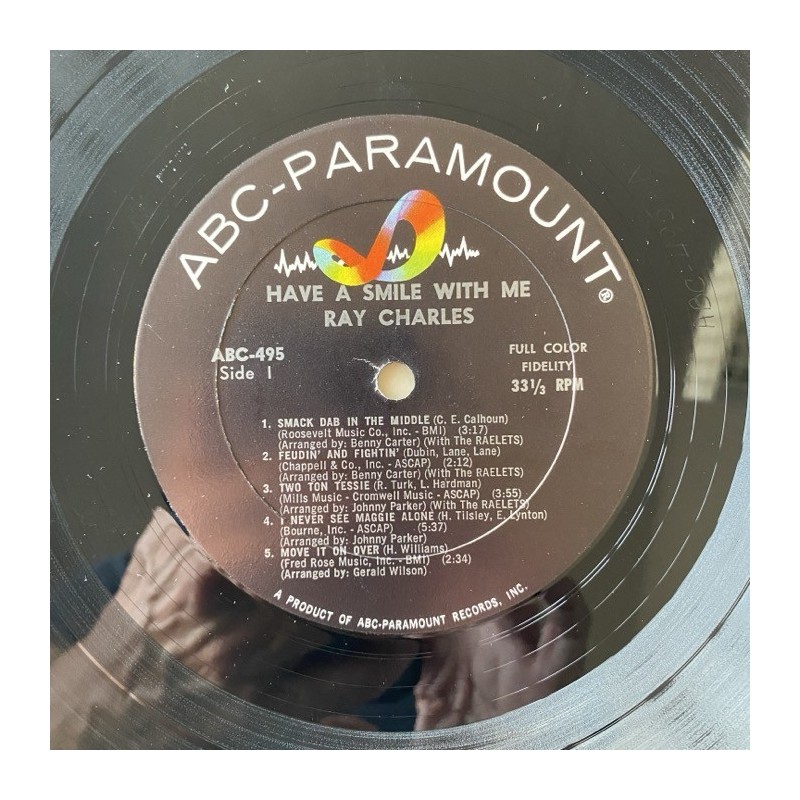 ABC-PARAMOUNT®
HAVE A SMILE WITH ME
RAY CHARLES
ABC-495
Side 1
FULL COLOR
FIDELITY
33 1/3 RPM
1. SMACK DAB IN THE MIDDLE (C. E. Calhoun)
(Roosevelt Music Co., Inc. - BMI) (3:17)
(Arranged by: Benny Carter) (With The RAELETS)
2. FEUDIN' AND FIGHTIN' (Dubin, Lane, Lane)
(Chappell & Co., Inc. - ASCAP) (2:12)
(Arranged by: Benny Carter) (With The RAELETS)
3. TWO TON TESSIE (R. Turk, L. Hardman)
(Mills Music - Cromwell Music - ASCAP) (3:55)
(Arranged by: Johnny Parker) (With The RAELETS)
4. I NEVER SEE MAGGIE ALONE (H. Tilsley, E. Lynton)
(Bourne, Inc. - ASCAP) (5:37)
(Arranged by: Johnny Parker)
5. MOVE IT ON OVER (H. Williams)
(Fred Rose Music, Inc. - BMI) (2:34)
(Arranged by: Gerald Wilson)
A PRODUCT OF ABC-PARAMOUNT RECORDS, INC.